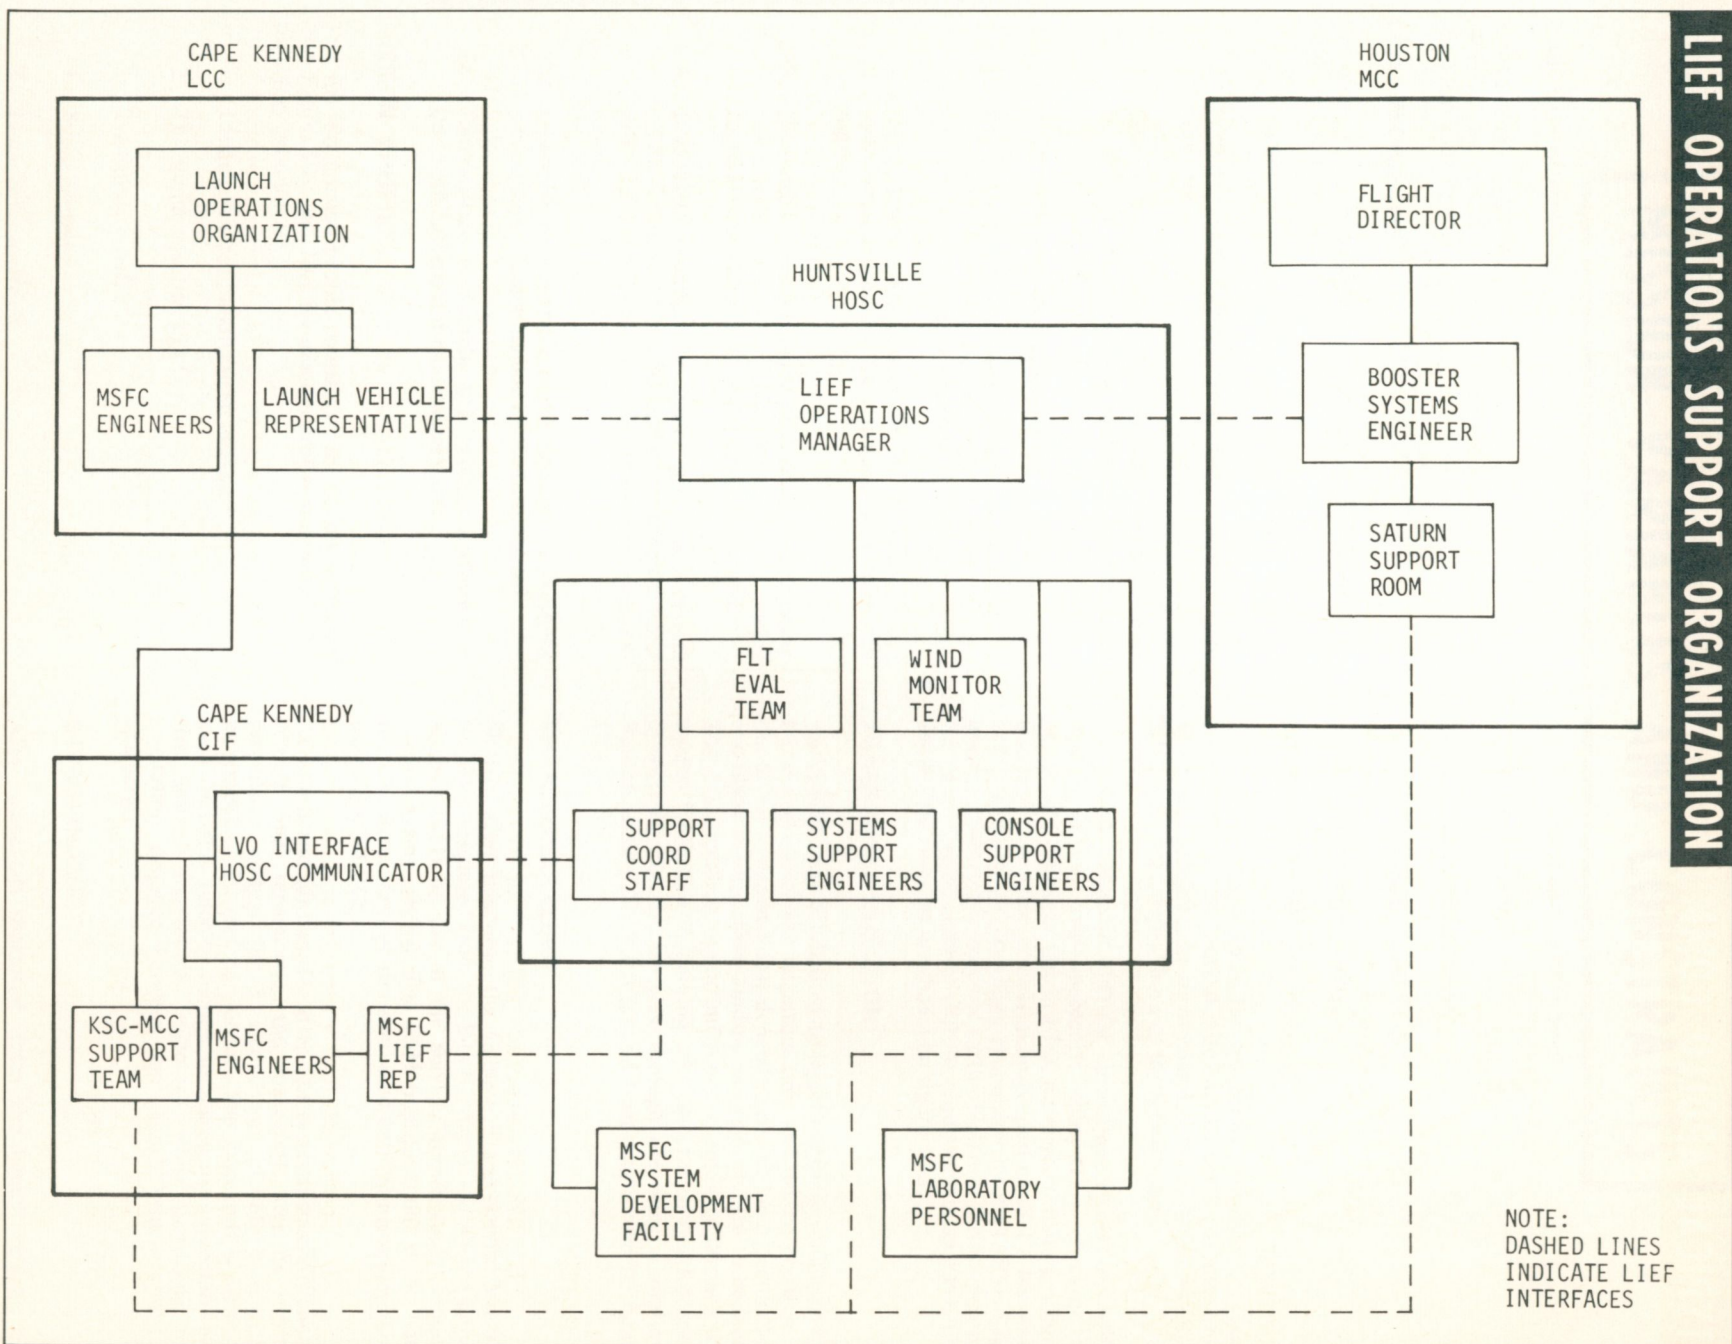 LIEF OPERATIONS SUPPORT ORGANIZATION
CAPE KENNEDY
LCC
LAUNCH
OPERATIONS
ORGANIZATION
MSFC
ENGINEERS
LAUNCH VEHICLE
REPRESENTATIVE
HUNTSVILLE
HOSC
LIEF
OPERATIONS
MANAGER
HOUSTON
MCC
FLIGHT
DIRECTOR
BOOSTER
SYSTEMS
ENGINEER
SATURN
SUPPORT
ROOM
FLT
EVAL
TEAM
WIND
MONITOR
TEAM
SUPPORT
COORD
STAFF
SYSTEMS
SUPPORT
ENGINEERS
CONSOLE
SUPPORT
ENGINEERS
CAPE KENNEDY
CIF
LVO INTERFACE
HOSC COMMUNICATOR
KSC-MCC
SUPPORT
TEAM
MSFC
ENGINEERS
MSFC
LIEF
REP
MSFC
SYSTEM
DEVELOPMENT
FACILITY
MSFC
LABORATORY
PERSONNEL
NOTE:
DASHED LINES
INDICATE LIEF
INTERFACES